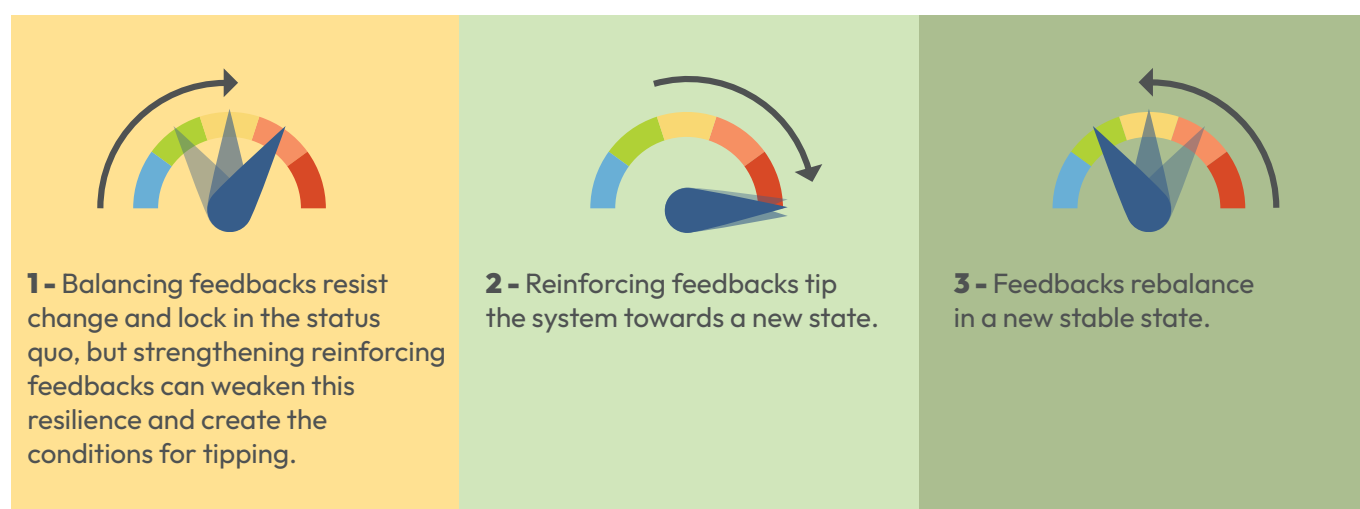 1 - Balancing feedbacks resist
change and lock in the status
quo, but strengthening reinforcing
feedbacks can weaken this
resilience and create the
conditions for tipping.
2 - Reinforcing feedbacks tip
the system towards a new state.
3 - Feedbacks rebalance
in a new stable state.